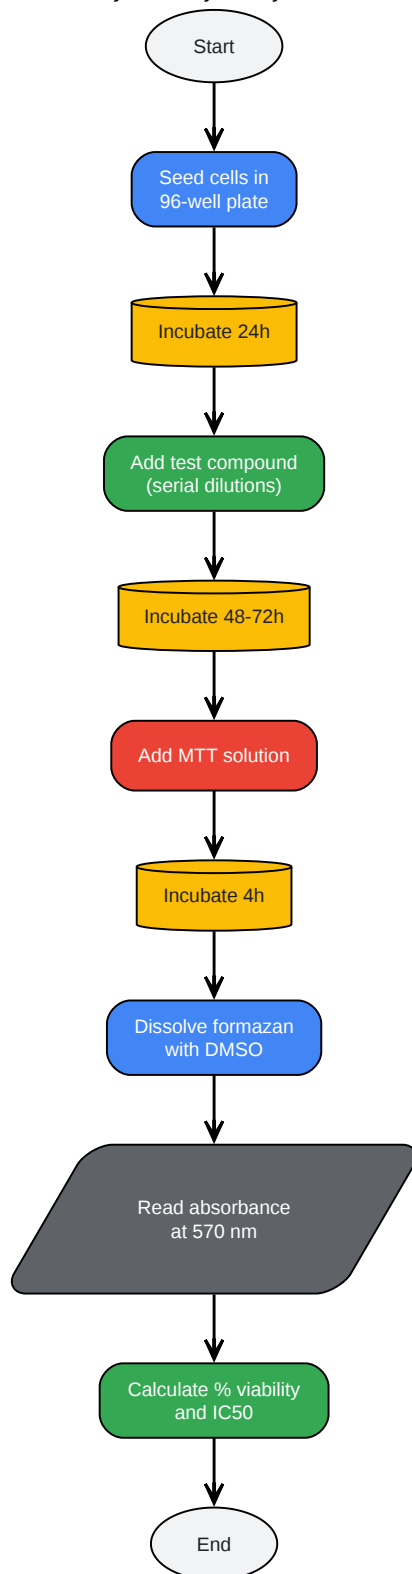 Start
Seed cells in
96-well plate
Incubate 24h
Add test compound
(serial dilutions)
Incubate 48-72h
Add MTT solution
Incubate 4h
Dissolve formazan
with DMSO
Read absorbance
at 570 nm
Calculate % viability
and IC50
End